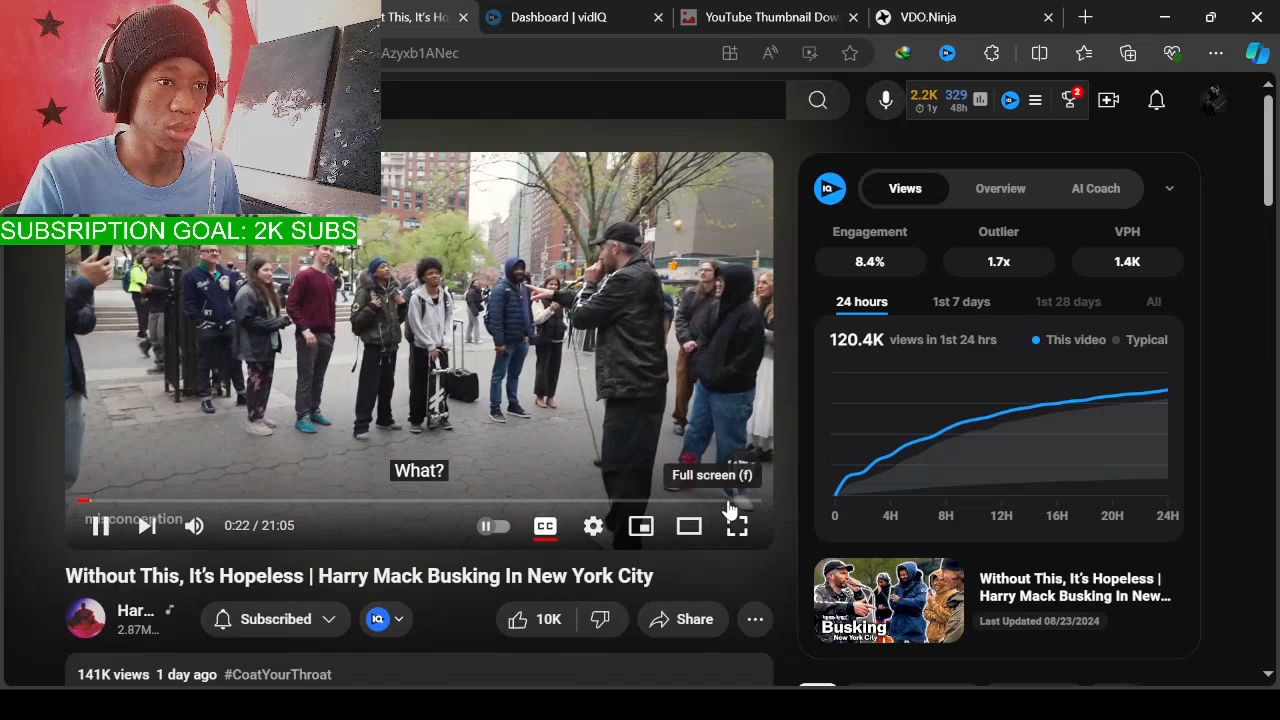 t This, It's Ho
Dashboard | vidIQ
YouTube Thumbnail Dow
VDO.Ninja
Azyxb1ANec
2.2K
329
1y
48h
2
SUBSRIPTION GOAL: 2K SUBS
IQ
Views
Overview
AI Coach
Engagement
Outlier
VPH
8.4%
1.7x
1.4K
24 hours
1st 7 days
1st 28 days
All
120.4K views in 1st 24 hrs
This video
Typical
0
4H
8H
12H
16H
20H
24H
What?
Full screen (f)
misconception
0:22 / 21:05
CC
Without This, It's Hopeless | Harry Mack Busking In New York City
Har...
2.87M...
Subscribed
IQ
10K
Share
141K views 1 day ago #CoatYourThroat
Busking
New York City
Without This, It's Hopeless |
Harry Mack Busking In New...
Last Updated 08/23/2024